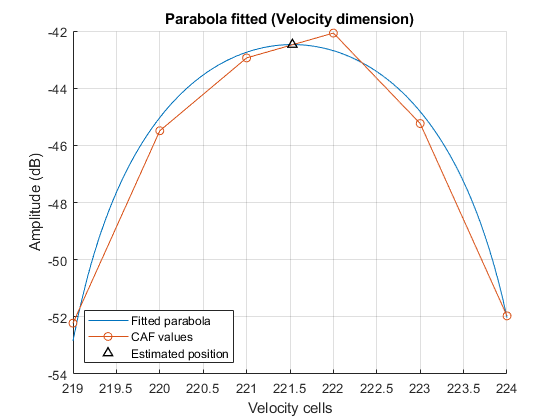 Parabola fitted (Velocity dimension)
Amplitude (dB)
-42
-44
-46
-48
-50
-52
-54
Fitted parabola
CAF values
Estimated position
219 219.5 220 220.5 221 221.5 222 222.5 223 223.5 224
Velocity cells